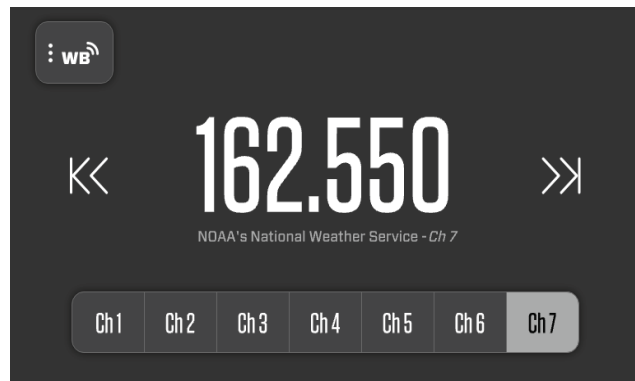 WB
162.550
NOAA's National Weather Service - Ch 7
Ch 1 Ch 2 Ch 3 Ch 4 Ch 5 Ch 6 Ch 7